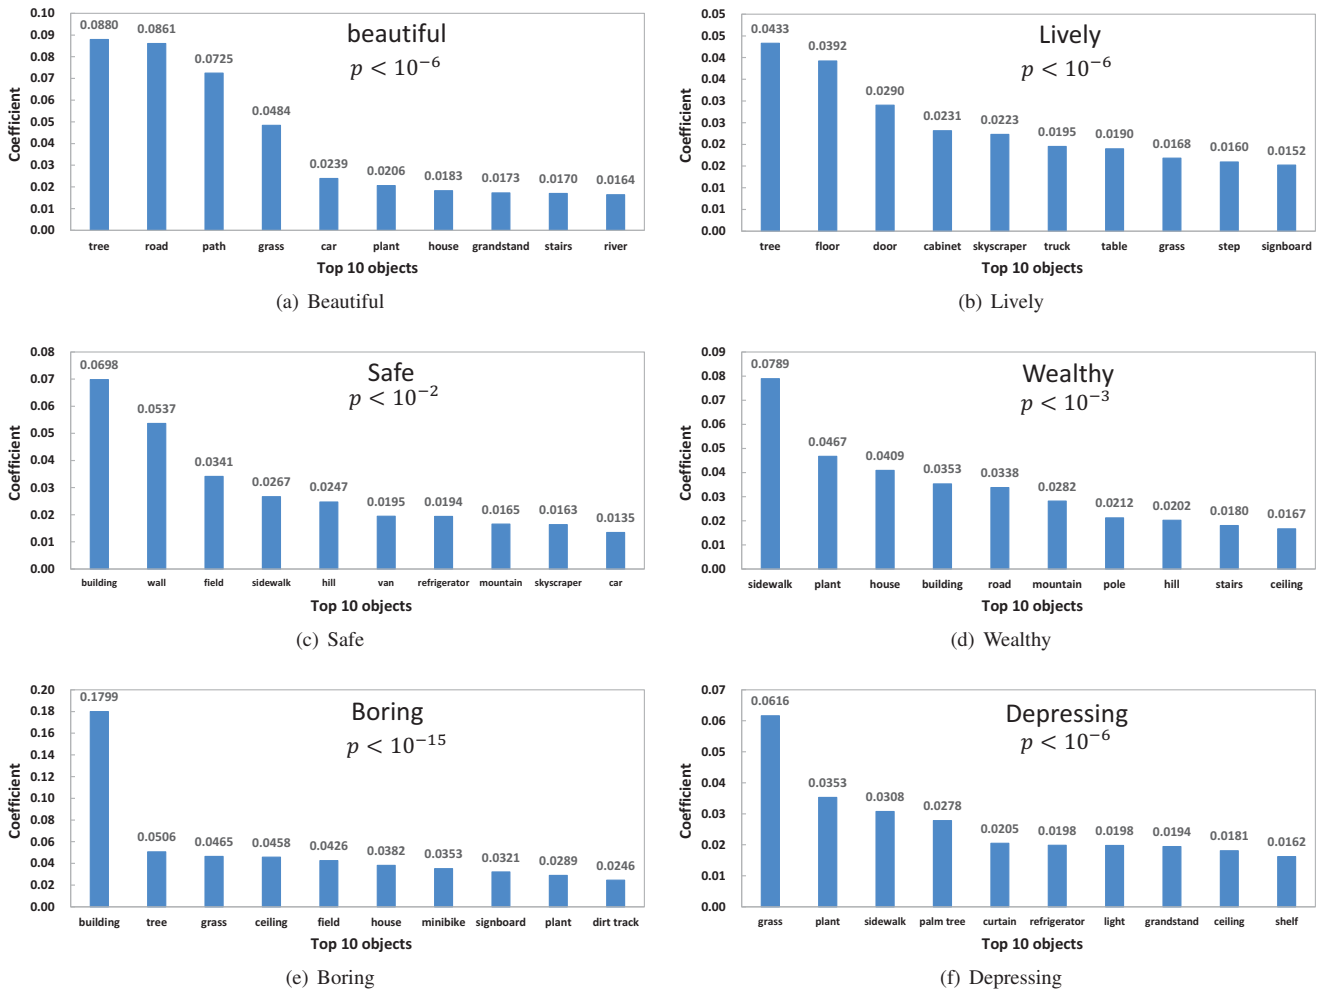 beautiful
p < 10⁻⁶
Coefficient
0.10
0.09
0.08
0.07
0.06
0.05
0.04
0.03
0.02
0.01
0.00
0.0880 0.0861 0.0725 0.0484 0.0239 0.0206 0.0183 0.0173 0.0170 0.0164
tree road path grass car plant house grandstand stairs river
Top 10 objects
(a) Beautiful
Lively
p < 10⁻⁶
Coefficient
0.05
0.05
0.04
0.04
0.03
0.03
0.02
0.02
0.01
0.01
0.00
0.0433 0.0392 0.0290 0.0231 0.0223 0.0195 0.0190 0.0168 0.0160 0.0152
tree floor door cabinet skyscraper truck table grass step signboard
Top 10 objects
(b) Lively
Safe
p < 10⁻²
Coefficient
0.08
0.07
0.06
0.05
0.04
0.03
0.02
0.01
0.00
0.0698 0.0537 0.0341 0.0267 0.0247 0.0195 0.0194 0.0165 0.0163 0.0135
building wall field sidewalk hill van refrigerator mountain skyscraper car
Top 10 objects
(c) Safe
Wealthy
p < 10⁻³
Coefficient
0.09
0.08
0.07
0.06
0.05
0.04
0.03
0.02
0.01
0.00
0.0789 0.0467 0.0409 0.0353 0.0338 0.0282 0.0212 0.0202 0.0180 0.0167
sidewalk plant house building road mountain pole hill stairs ceiling
Top 10 objects
(d) Wealthy
Boring
p < 10⁻¹⁵
Coefficient
0.20
0.18
0.16
0.14
0.12
0.10
0.08
0.06
0.04
0.02
0.00
0.1799 0.0506 0.0465 0.0458 0.0426 0.0382 0.0353 0.0321 0.0289 0.0246
building tree grass ceiling field house minibike signboard plant dirt track
Top 10 objects
(e) Boring
Depressing
p < 10⁻⁶
Coefficient
0.07
0.06
0.05
0.04
0.03
0.02
0.01
0.00
0.0616 0.0353 0.0308 0.0278 0.0205 0.0198 0.0198 0.0194 0.0181 0.0162
grass plant sidewalk palm tree curtain refrigerator light grandstand ceiling shelf
Top 10 objects
(f) Depressing